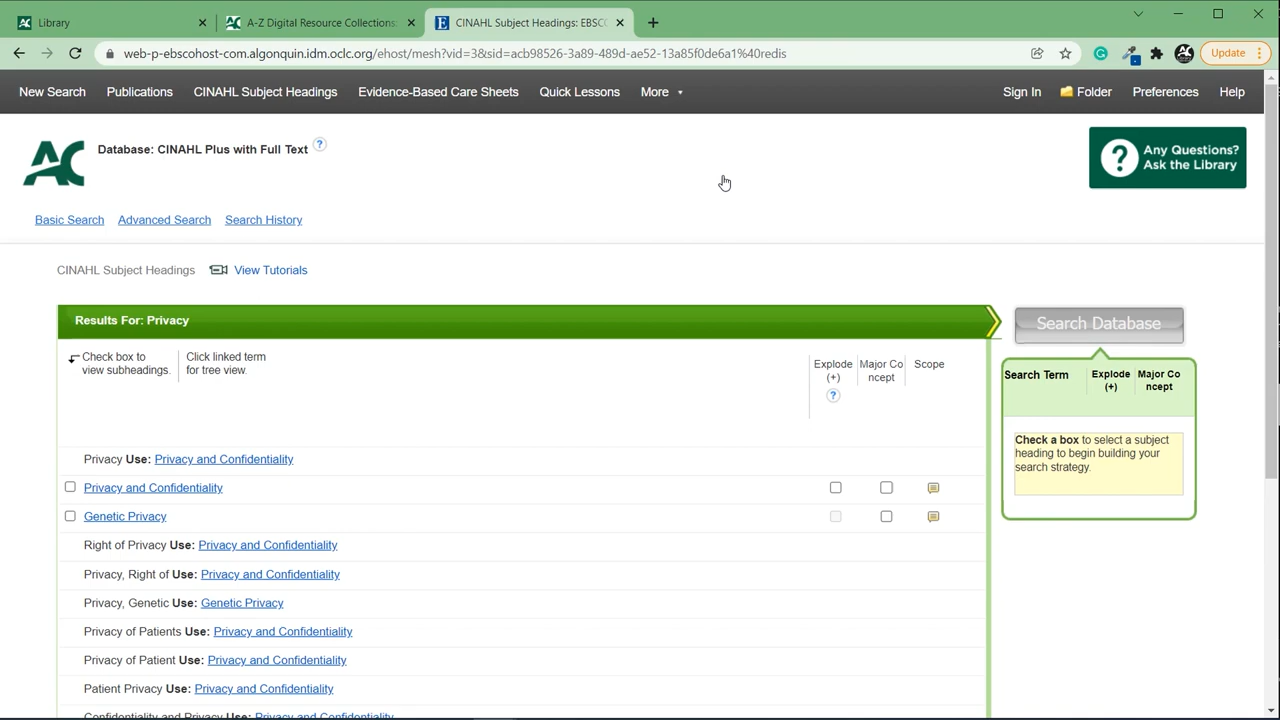 Library
A-Z Digital Resource Collections:
CINAHL Subject Headings: EBSCO
web-p-ebscohost-com.algonquin.idm.oclc.org/ehost/mesh?vid=3&sid=acb98526-3a89-489d-ae52-13a85f0de6a1%40redis
Update
New Search Publications CINAHL Subject Headings Evidence-Based Care Sheets Quick Lessons More Sign In Folder Preferences Help
AC
Database: CINAHL Plus with Full Text ?
? Any Questions?
Ask the Library
Basic Search Advanced Search Search History
CINAHL Subject Headings View Tutorials
Results For: Privacy
Search Database
Check box to
view subheadings.
Click linked term
for tree view.
Explode
(+)
?
Major Co
ncept
Scope
Search Term
Explode
(+)
Major Co
ncept
Check a box to select a subject
heading to begin building your
search strategy.
Privacy Use: Privacy and Confidentiality
Privacy and Confidentiality
Genetic Privacy
Right of Privacy Use: Privacy and Confidentiality
Privacy, Right of Use: Privacy and Confidentiality
Privacy, Genetic Use: Genetic Privacy
Privacy of Patients Use: Privacy and Confidentiality
Privacy of Patient Use: Privacy and Confidentiality
Patient Privacy Use: Privacy and Confidentiality
Confidentiality and Privacy Use: Privacy and Confidentiality